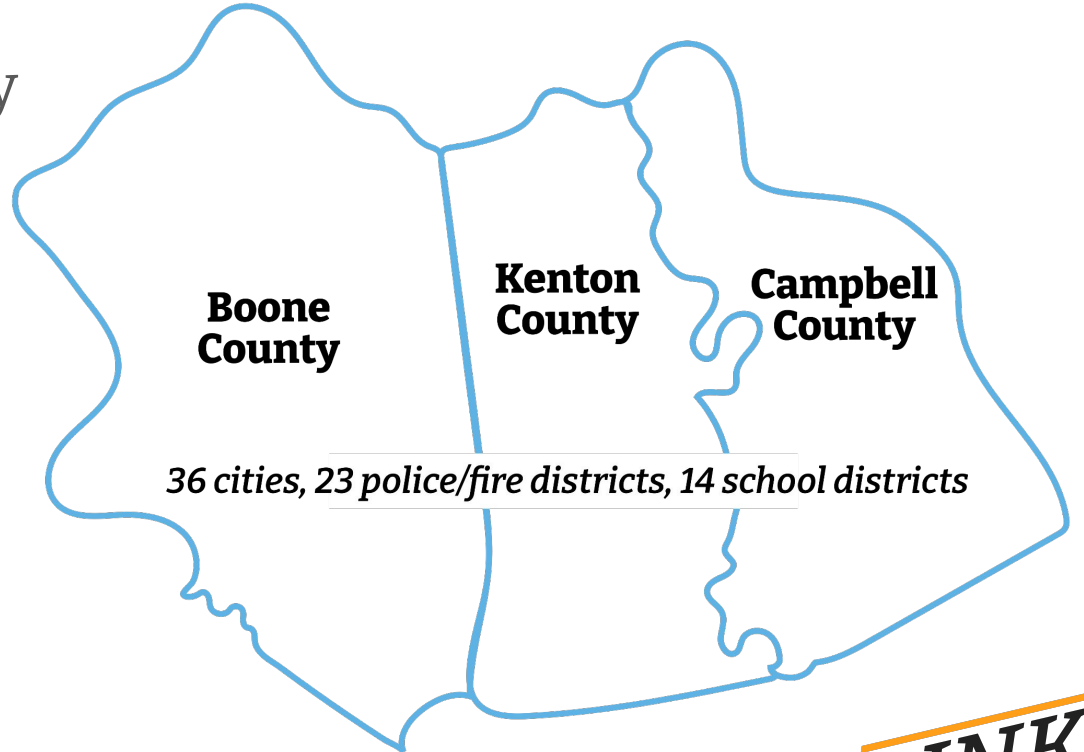 y
Boone
County
Kenton
County
Campbell
County
36 cities, 23 police/fire districts, 14 school districts